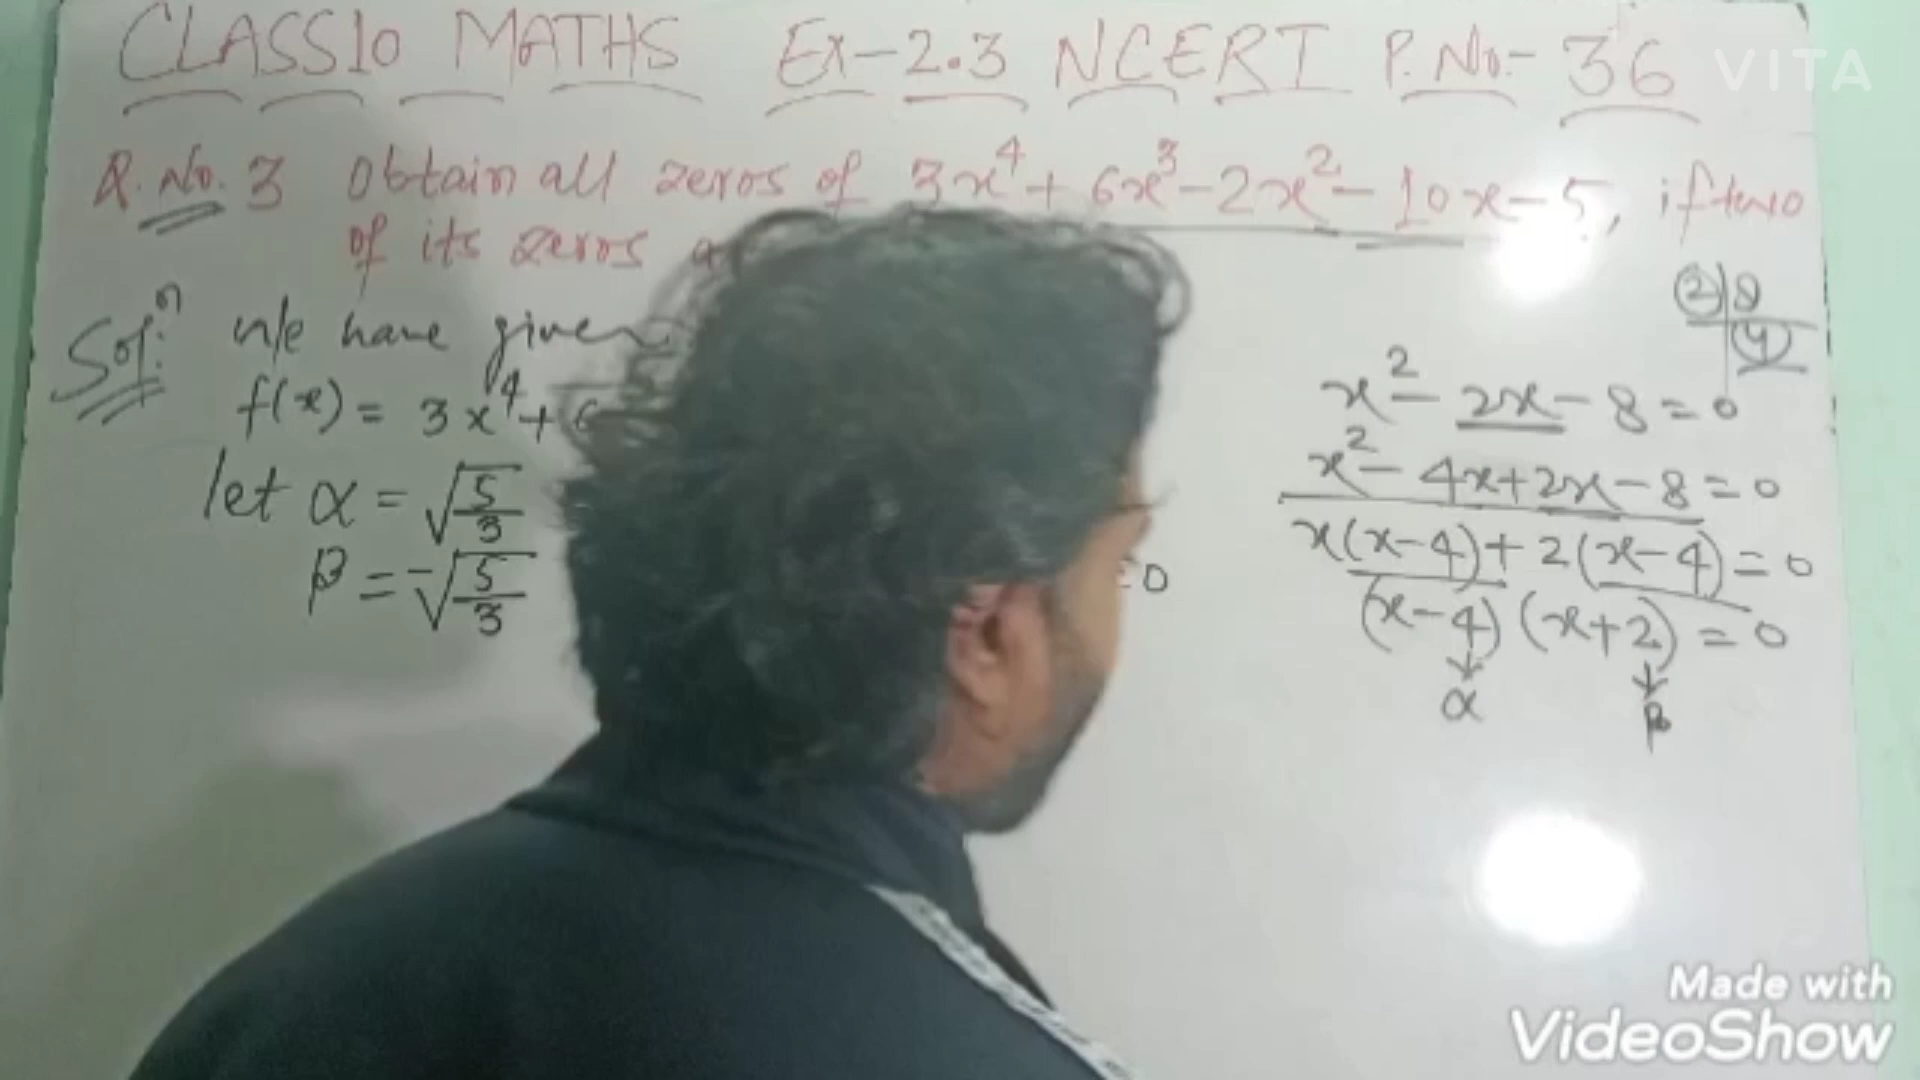 CLASS10 MATHS Ex-2.3 NCERT P.No:- 36
VITA
Q.No.3 Obtain all zeros of 3x⁴+6x³-2x²-10x-5, if two
of its zeros
Solⁿ: We have given
f(x) = 3x⁴+6
let α = √5/3
β = -√5/3
=0
2|8
4
x²-2x-8=0
x²-4x+2x-8=0
x(x-4)+2(x-4)=0
(x-4)(x+2)=0
↓ ↓
α β
Made with
VideoShow